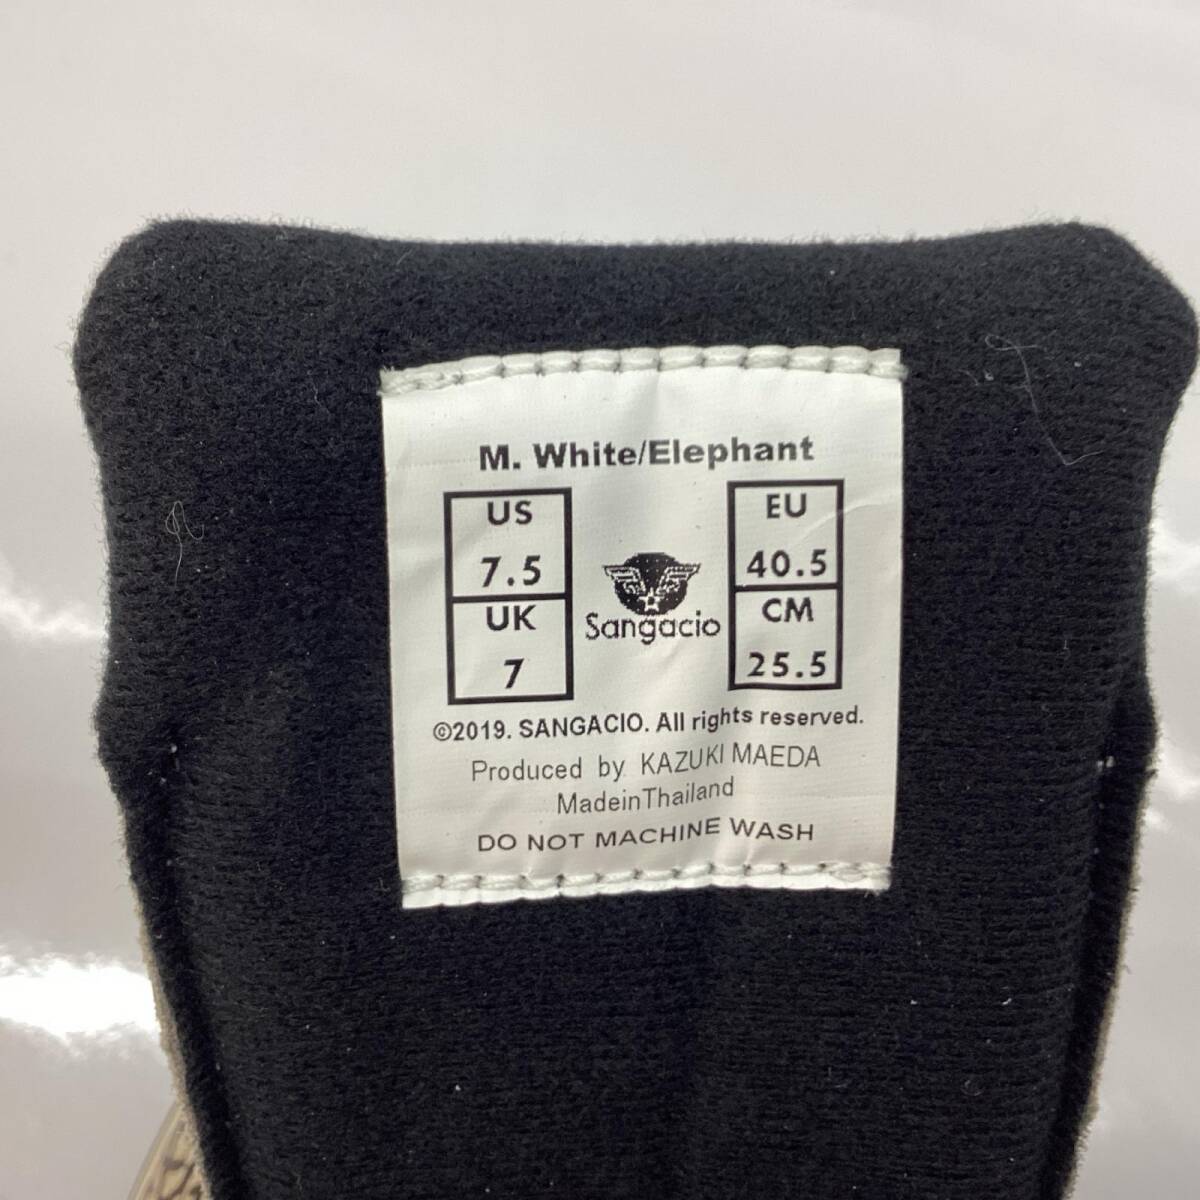 M. White/Elephant
US
7.5
UK
7
Sangacio
EU
40.5
CM
25.5
©2019. SANGACIO. All rights reserved.
Produced by KAZUKI MAEDA
MadeinThailand
DO NOT MACHINE WASH